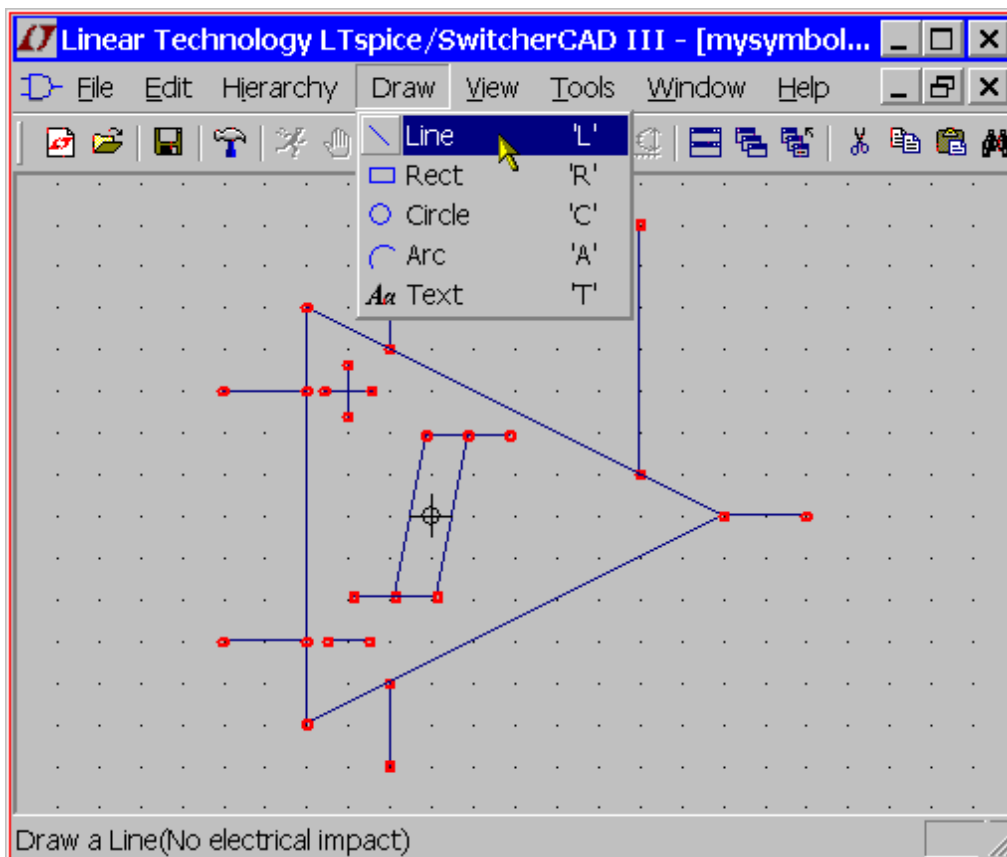 Linear Technology LTspice/SwitcherCAD III - [mysymbol...
File Edit Hierarchy Draw View Tools Window Help
Line 'L'
Rect 'R'
Circle 'C'
Arc 'A'
Aa Text 'T'
Draw a Line(No electrical impact)